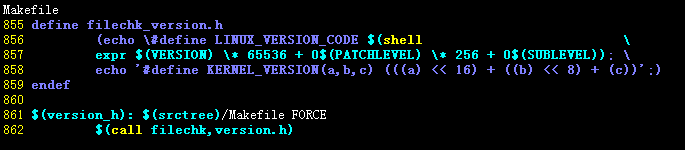 Makefile
855 define filechk_version.h
856         (echo \#define LINUX_VERSION_CODE $(shell                         \
857         expr $(VERSION) \* 65536 + 0$(PATCHLEVEL) \* 256 + 0$(SUBLEVEL)); \
858         echo '#define KERNEL_VERSION(a,b,c) (((a) << 16) + ((b) << 8) + (c))';)
859 endef
860
861 $(version_h): $(srctree)/Makefile FORCE
862         $(call filechk,version.h)